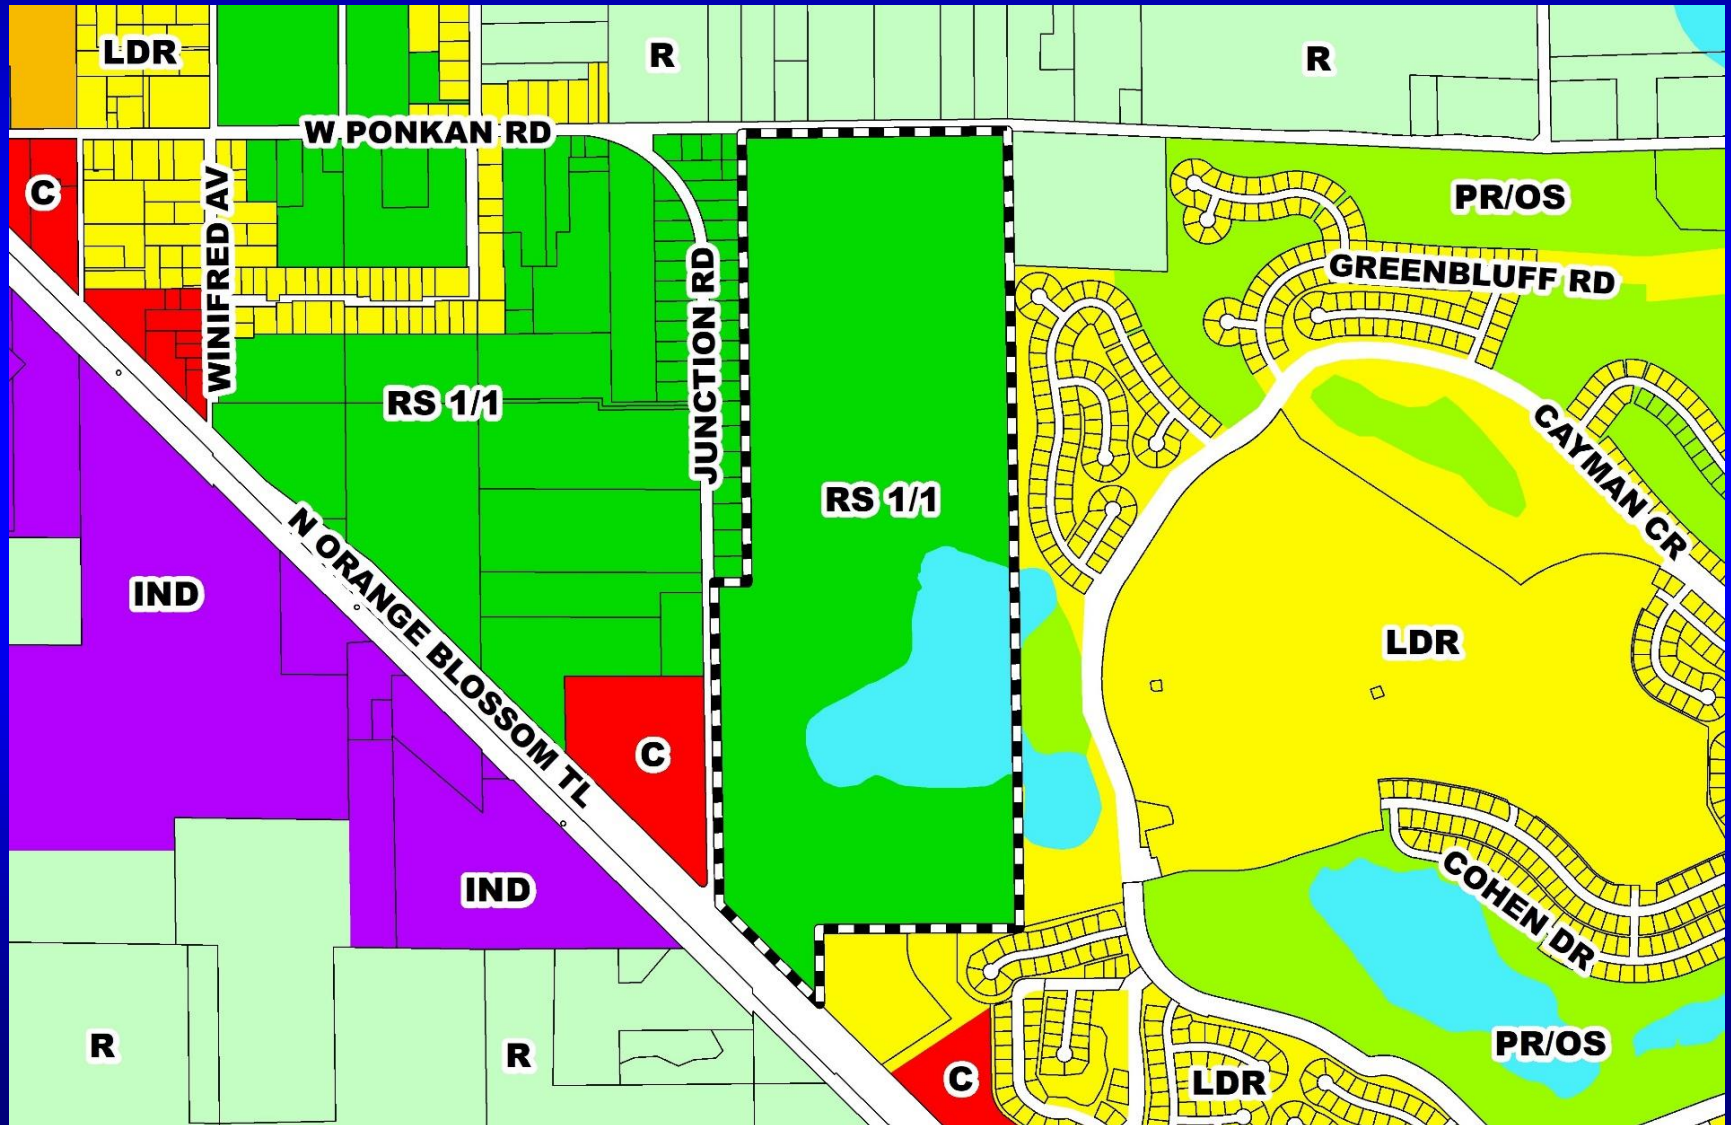 LDR
R
R
W PONKAN RD
C
WINIFRED AV
PR/OS
GREENBLUFF RD
JUNCTION RD
RS 1/1
RS 1/1
CAYMAN CR
N ORANGE BLOSSOM TL
IND
LDR
C
IND
COHEN DR
R
R
C
LDR
PR/OS